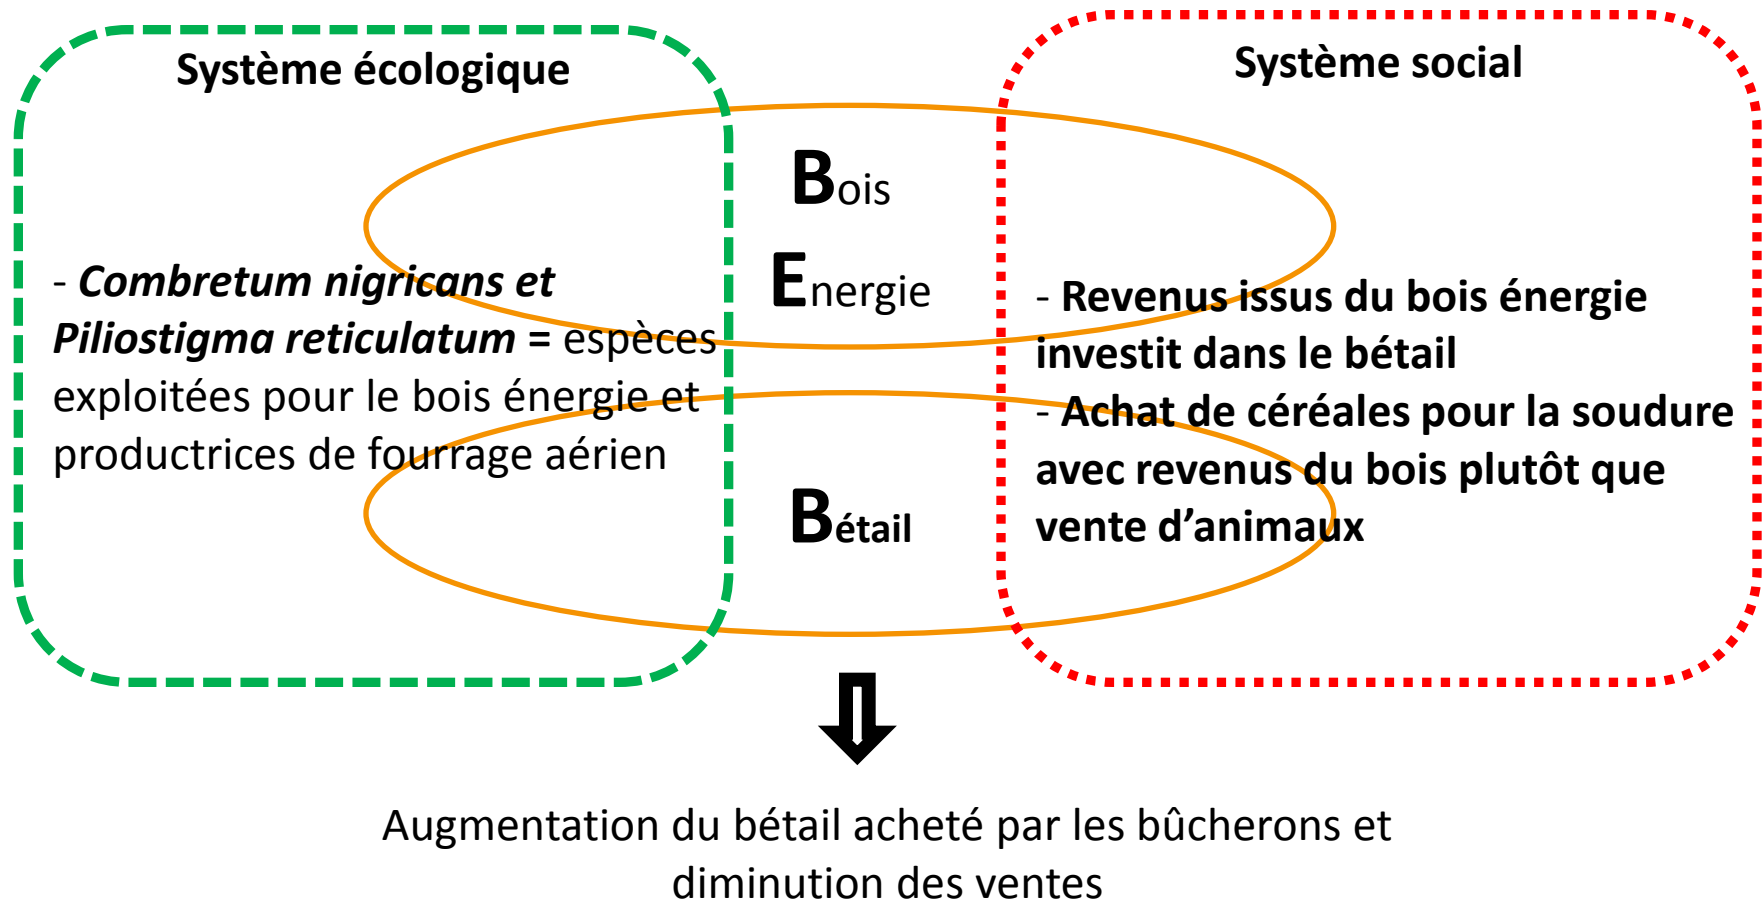 Système écologique
Système social
Bois
Energie
- Combretum nigricans et
Piliostigma reticulatum = espèces
exploitées pour le bois énergie et
productrices de fourrage aérien
- Revenus issus du bois énergie
investit dans le bétail
- Achat de céréales pour la soudure
avec revenus du bois plutôt que
vente d’animaux
Bétail
Augmentation du bétail acheté par les bûcherons et
diminution des ventes